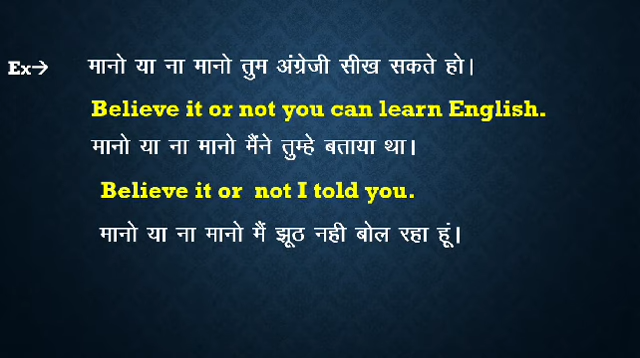 Ex→ मानो या ना मानो तुम अंग्रेजी सीख सकते हो।
Believe it or not you can learn English.
मानो या ना मानो मैंने तुम्हे बताया था।
Believe it or not I told you.
मानो या ना मानो मैं झूठ नही बोल रहा हूं।